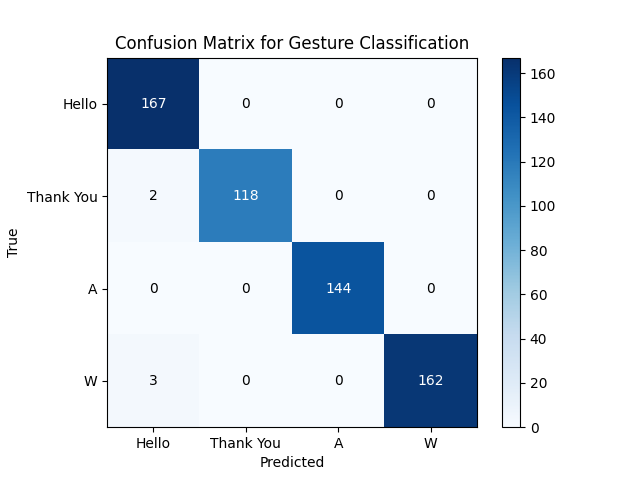 Confusion Matrix for Gesture Classification
True
Hello
167 0 0 0
Thank You
2 118 0 0
A
0 0 144 0
W
3 0 0 162
Hello Thank You A W
Predicted
160
140
120
100
80
60
40
20
0